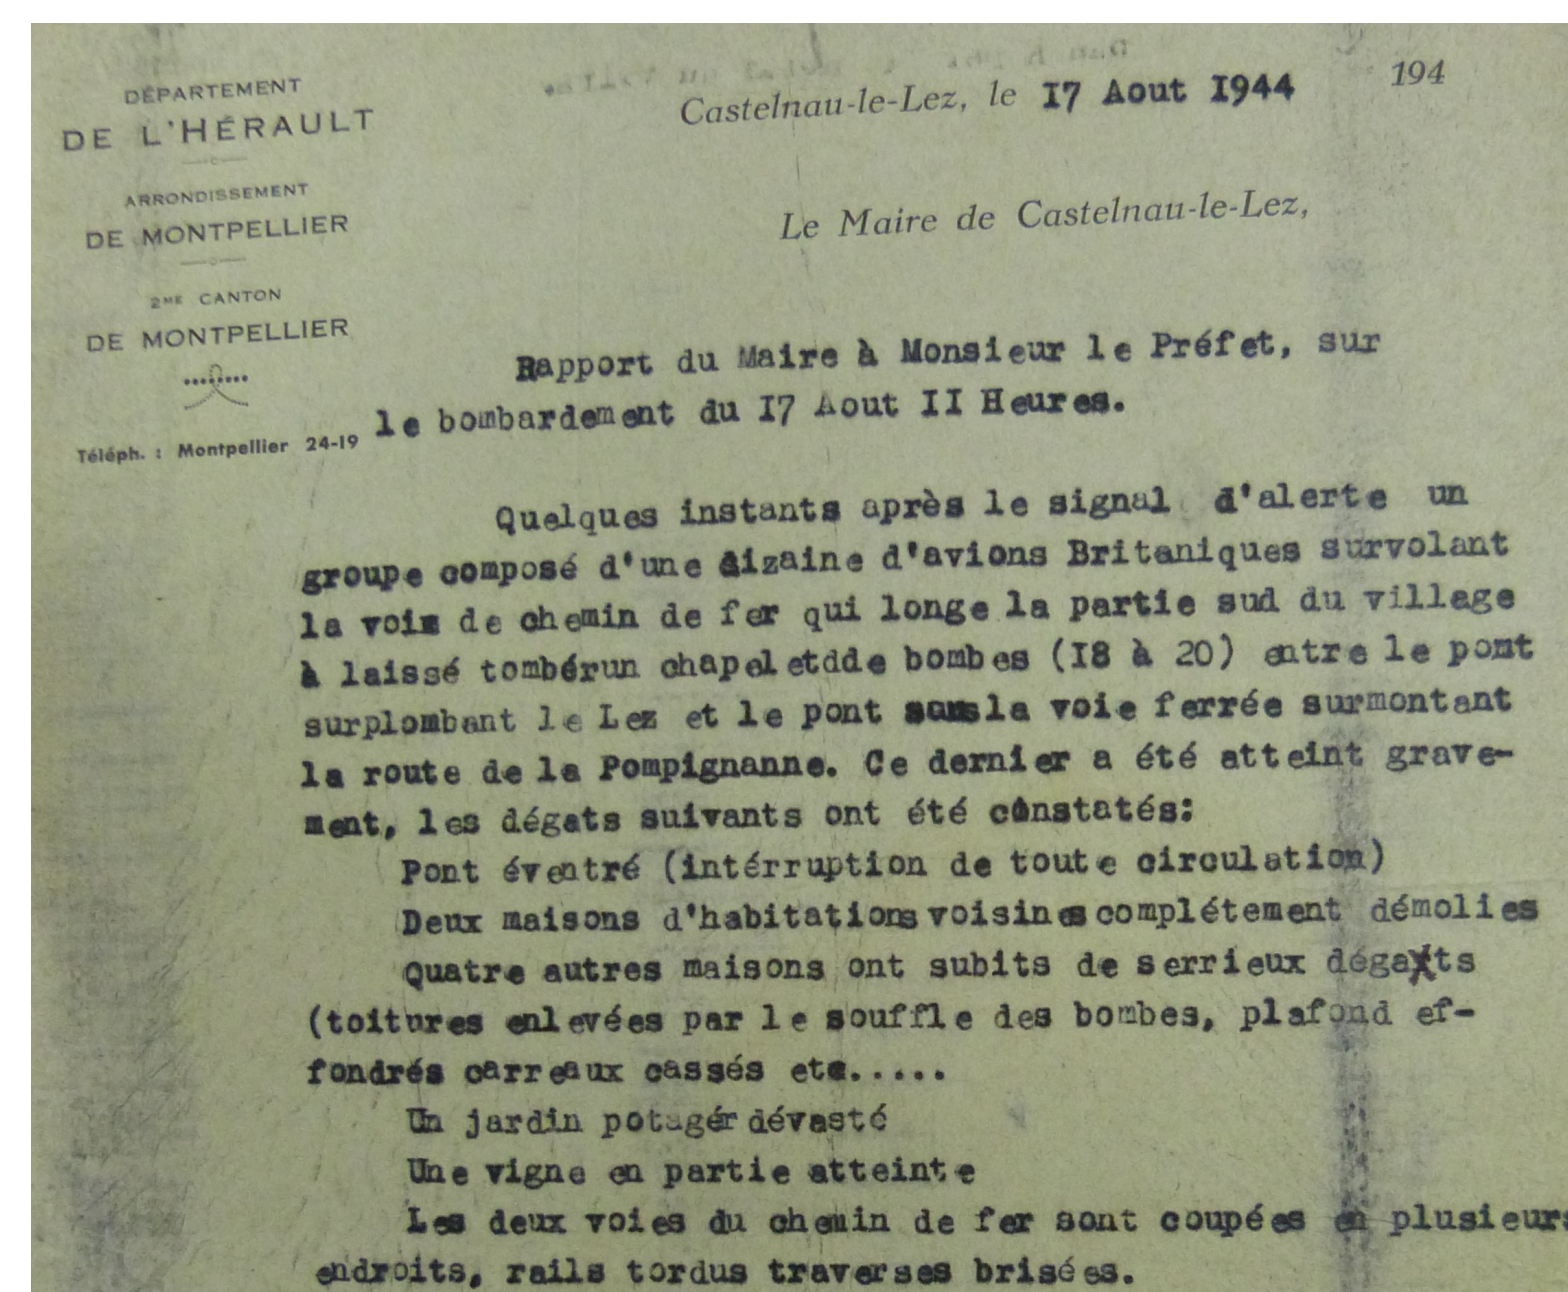 DÉPARTEMENT
DE L'HÉRAULT
ARRONDISSEMENT
DE MONTPELLIER
2ME CANTON
DE MONTPELLIER
Téléph. : Montpellier 24-19
Castelnau-le-Lez, le 17 Aout 1944 194
Le Maire de Castelnau-le-Lez,
Rapport du Maire à Monsieur le Préfet, sur
le bombardement du I7 Aout II Heures.
Quelques instants après le signal d'alerte un
groupe composé d'une dizaine d'avions Britaniques survolant
la voie de chemin de fer qui longe la partie sud du village
à laissé tombérun chapeletdde bombes (I8 à 20) entre le pont
surplombant le Lez et le pont sousla voie ferrée surmontant
la route de la Pompignanne. Ce dernier a été atteint grave-
ment, les dégats suivants ont été constatés:
Pont éventré (intérruption de toute circulation)
Deux maisons d'habitations voisines complétement démolies
Quatre autres maisons ont subits de serrieux dégats
(toitures enlevées par le souffle des bombes, plafond ef-
fondrés carreaux cassés etc.....
Un jardin potagér dévasté
Une vigne en partie atteinte
Les deux voies du chemin de fer sont coupées en plusieurs
endroits, rails tordus traverses brisées.